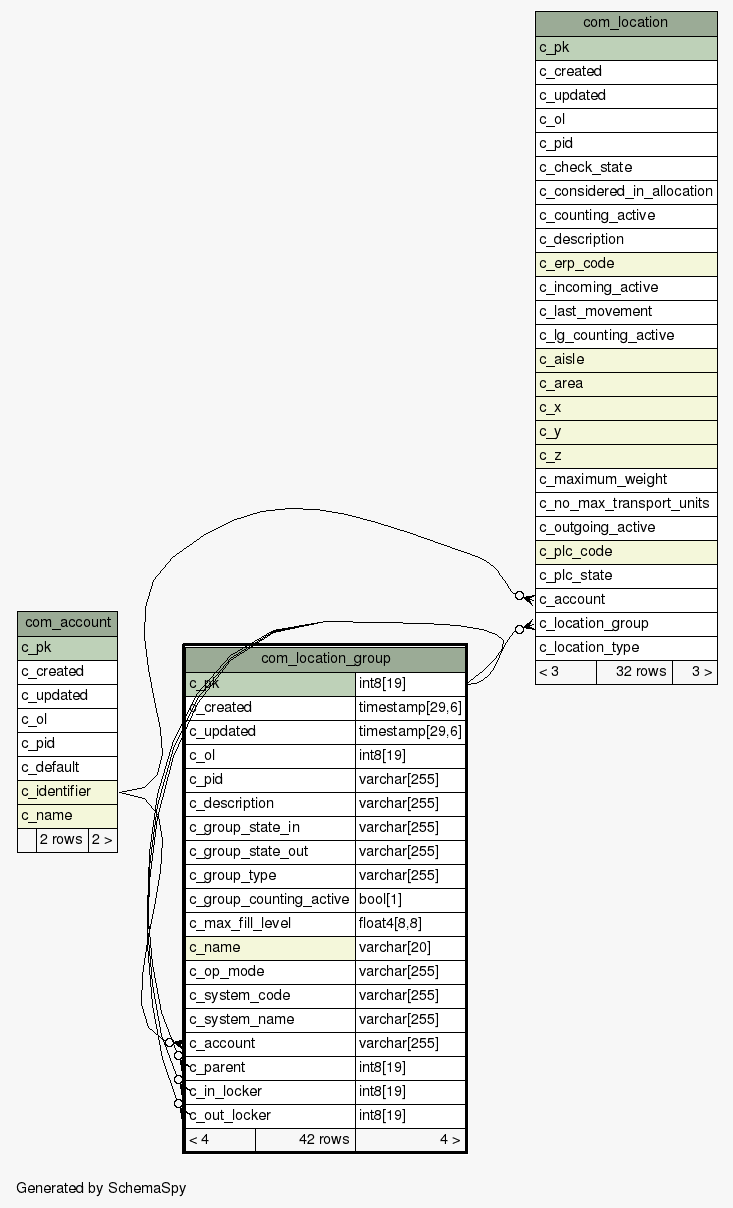 com_location
c_pk
c_created
c_updated
c_ol
c_pid
c_check_state
c_considered_in_allocation
c_counting_active
c_description
c_erp_code
c_incoming_active
c_last_movement
c_lg_counting_active
c_aisle
c_area
c_x
c_y
c_z
c_maximum_weight
c_no_max_transport_units
c_outgoing_active
c_plc_code
c_plc_state
c_account
c_location_group
c_location_type
< 3 32 rows 3 >
com_account
c_pk
c_created
c_updated
c_ol
c_pid
c_default
c_identifier
c_name
2 rows 2 >
com_location_group
c_pk int8[19]
c_created timestamp[29,6]
c_updated timestamp[29,6]
c_ol int8[19]
c_pid varchar[255]
c_description varchar[255]
c_group_state_in varchar[255]
c_group_state_out varchar[255]
c_group_type varchar[255]
c_group_counting_active bool[1]
c_max_fill_level float4[8,8]
c_name varchar[20]
c_op_mode varchar[255]
c_system_code varchar[255]
c_system_name varchar[255]
c_account varchar[255]
c_parent int8[19]
c_in_locker int8[19]
c_out_locker int8[19]
< 4 42 rows 4 >
Generated by SchemaSpy